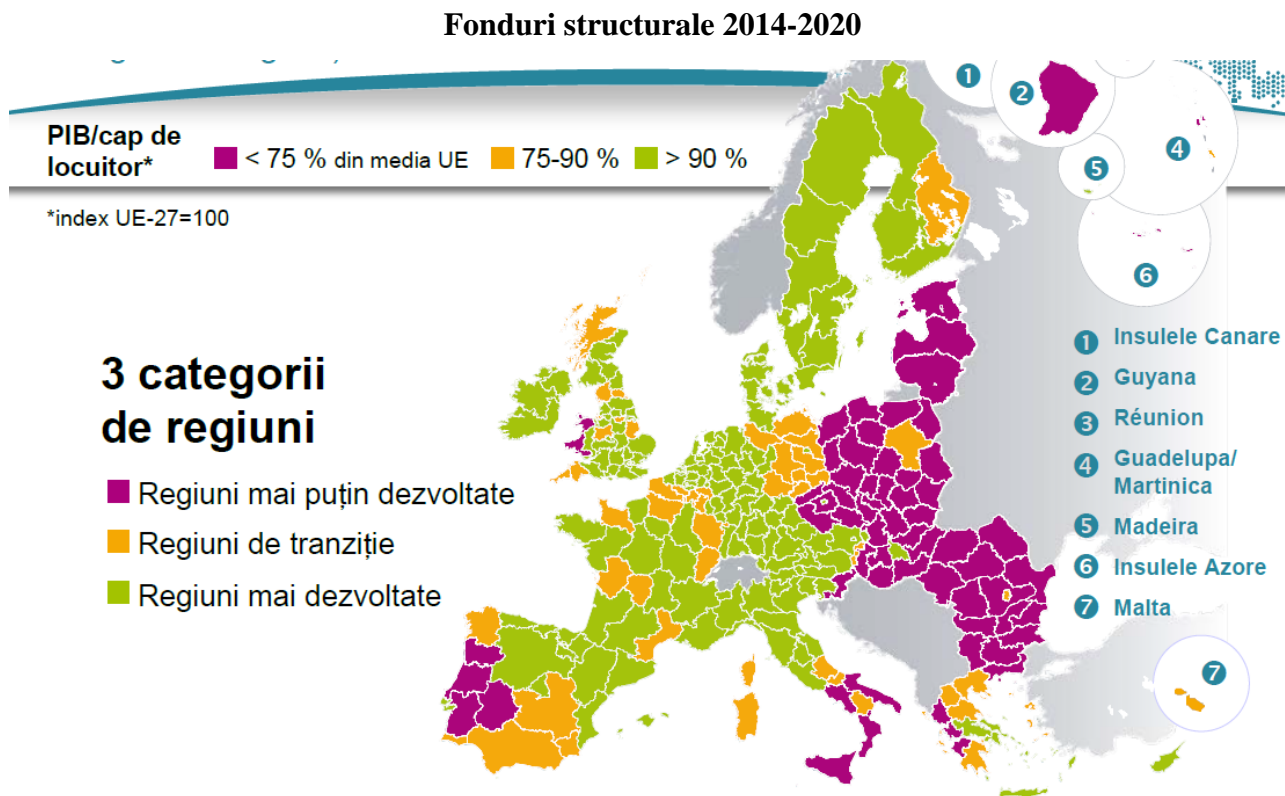 Fonduri structurale 2014-2020
PIB/cap de
locuitor*
< 75 % din media UE
75-90 %
> 90 %
*index UE-27=100
3 categorii
de regiuni
Regiuni mai puțin dezvoltate
Regiuni de tranziție
Regiuni mai dezvoltate
1
2
4
5
6
1 Insulele Canare
2 Guyana
3 Réunion
4 Guadelupa/
Martinica
5 Madeira
6 Insulele Azore
7 Malta
7